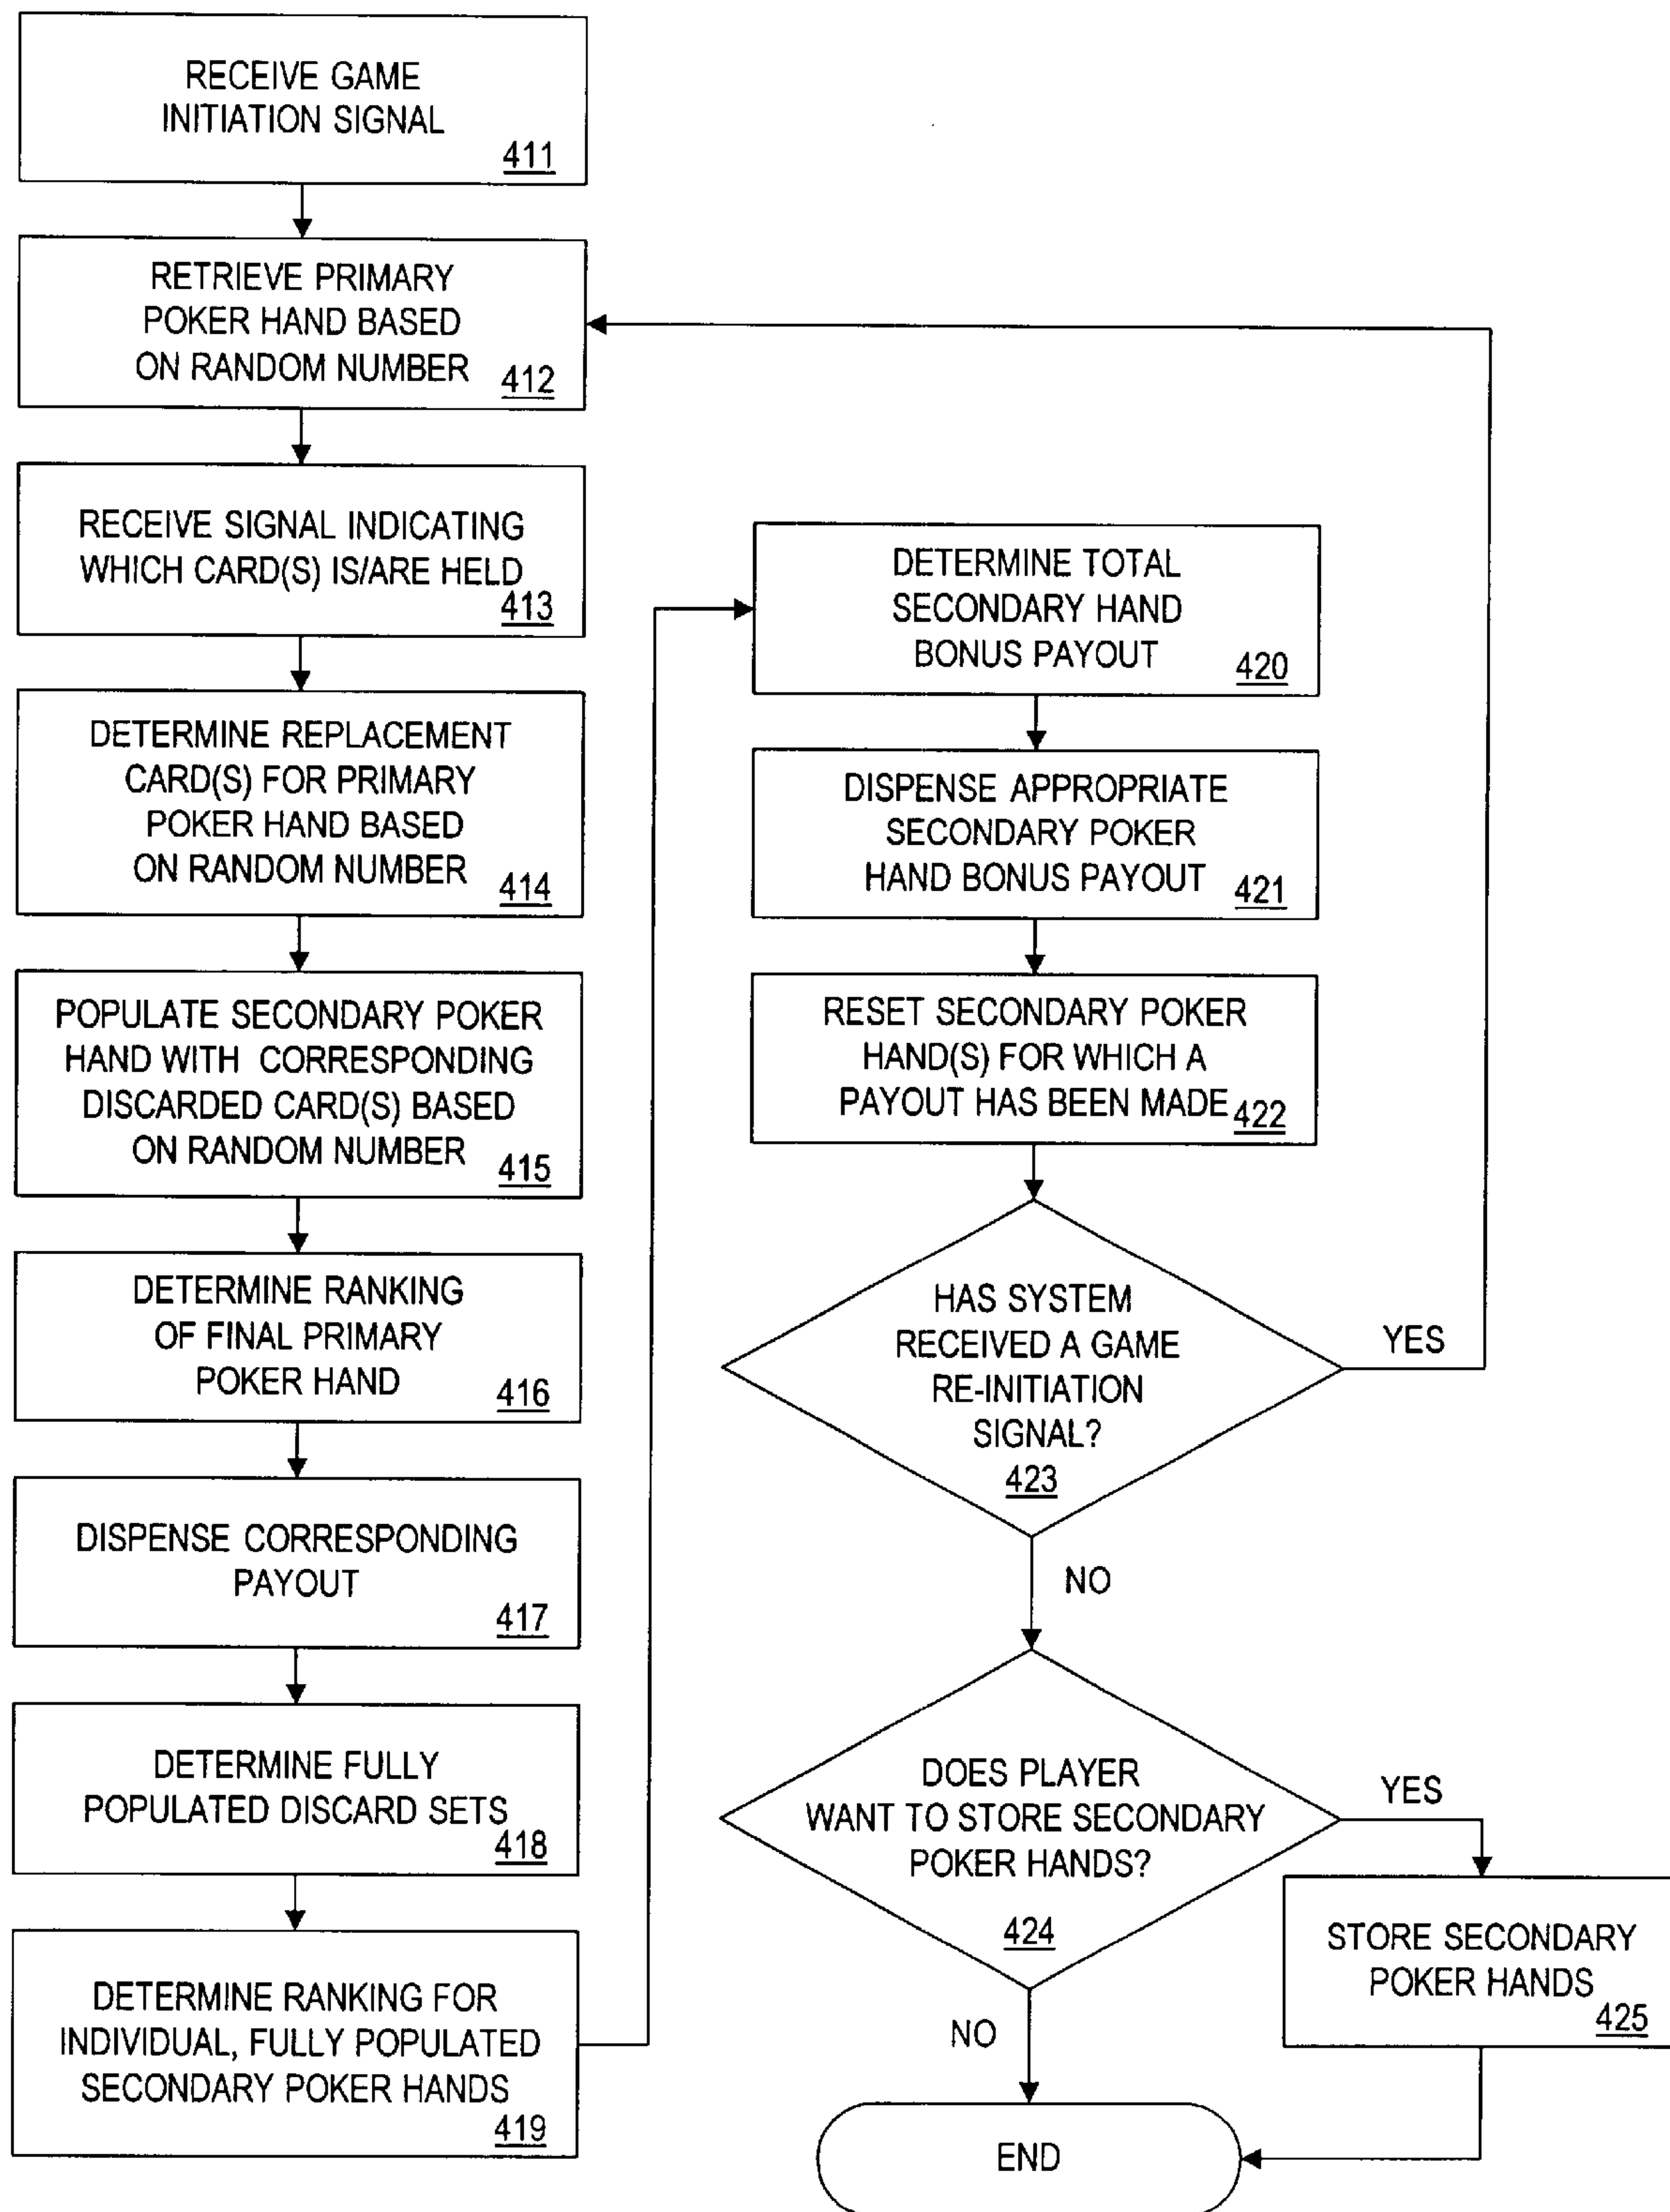 RECEIVE GAME
INITIATION SIGNAL
411
RETRIEVE PRIMARY
POKER HAND BASED
ON RANDOM NUMBER
412
RECEIVE SIGNAL INDICATING
WHICH CARD(S) IS/ARE HELD
413
DETERMINE REPLACEMENT
CARD(S) FOR PRIMARY
POKER HAND BASED
ON RANDOM NUMBER
414
POPULATE SECONDARY POKER
HAND WITH CORRESPONDING
DISCARDED CARD(S) BASED
ON RANDOM NUMBER
415
DETERMINE RANKING
OF FINAL PRIMARY
POKER HAND
416
DISPENSE CORRESPONDING
PAYOUT
417
DETERMINE FULLY
POPULATED DISCARD SETS
418
DETERMINE RANKING FOR
INDIVIDUAL, FULLY POPULATED
SECONDARY POKER HANDS
419
DETERMINE TOTAL
SECONDARY HAND
BONUS PAYOUT
420
DISPENSE APPROPRIATE
SECONDARY POKER
HAND BONUS PAYOUT
421
RESET SECONDARY POKER
HAND(S) FOR WHICH A
PAYOUT HAS BEEN MADE
422
HAS SYSTEM
RECEIVED A GAME
RE-INITIATION
SIGNAL?
423
YES
NO
DOES PLAYER
WANT TO STORE SECONDARY
POKER HANDS?
424
YES
NO
STORE SECONDARY
POKER HANDS
425
END